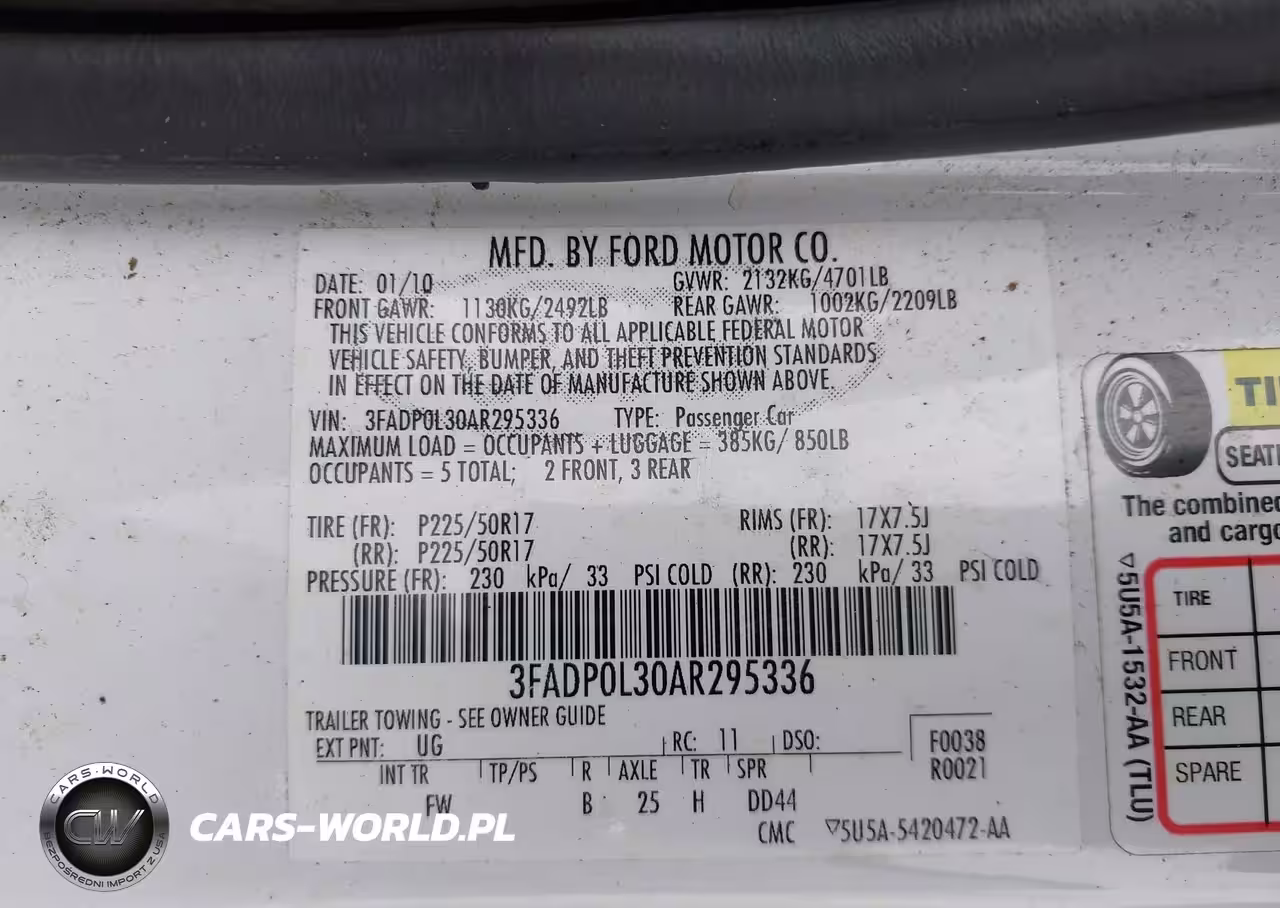 MFD. BY FORD MOTOR CO.
DATE: 01/10 GVWR: 2132KG/4701LB
FRONT GAWR: 1130KG/2492LB REAR GAWR: 1002KG/2209LB
THIS VEHICLE CONFORMS TO ALL APPLICABLE FEDERAL MOTOR
VEHICLE SAFETY, BUMPER, AND THEFT PREVENTION STANDARDS
IN EFFECT ON THE DATE OF MANUFACTURE SHOWN ABOVE.
VIN: 3FADP0L30AR295336 TYPE: Passenger Car
MAXIMUM LOAD = OCCUPANTS + LUGGAGE = 385KG/ 850LB
OCCUPANTS = 5 TOTAL; 2 FRONT, 3 REAR
TIRE (FR): P225/50R17 RIMS (FR): 17X7.5J
(RR): P225/50R17 (RR): 17X7.5J
PRESSURE (FR): 230 kPa/ 33 PSI COLD (RR): 230 kPa/ 33 PSI COLD
3FADP0L30AR295336
TRAILER TOWING - SEE OWNER GUIDE
EXT PNT: UG RC: 11 DSO: F0038
INT TR TP/PS R AXLE TR SPR R0021
FW B 25 H DD44
CMC ▽5U5A-5420472-AA
TI
SEATI
The combined
and cargo
▽5U5A-1532-AA (TLU)
TIRE
FRONT
REAR
SPARE
CARS-WORLD
CW
BEZPOŚREDNI IMPORT Z USA
CARS-WORLD.PL